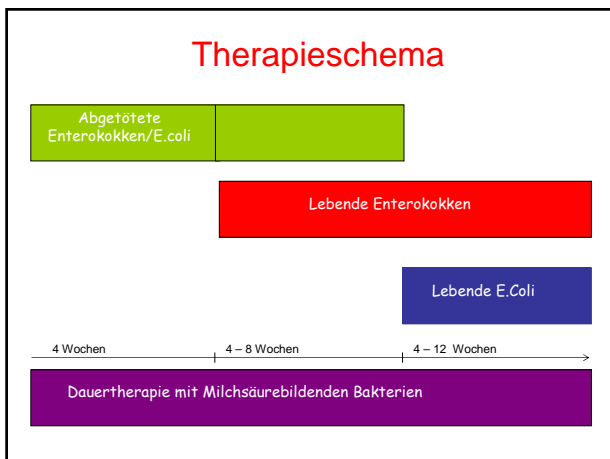 Therapieschema
Abgetötete
Enterokokken/E.coli
Lebende Enterokokken
Lebende E.Coli
4 Wochen
4 – 8 Wochen
4 – 12 Wochen
Dauertherapie mit Milchsäurebildenden Bakterien